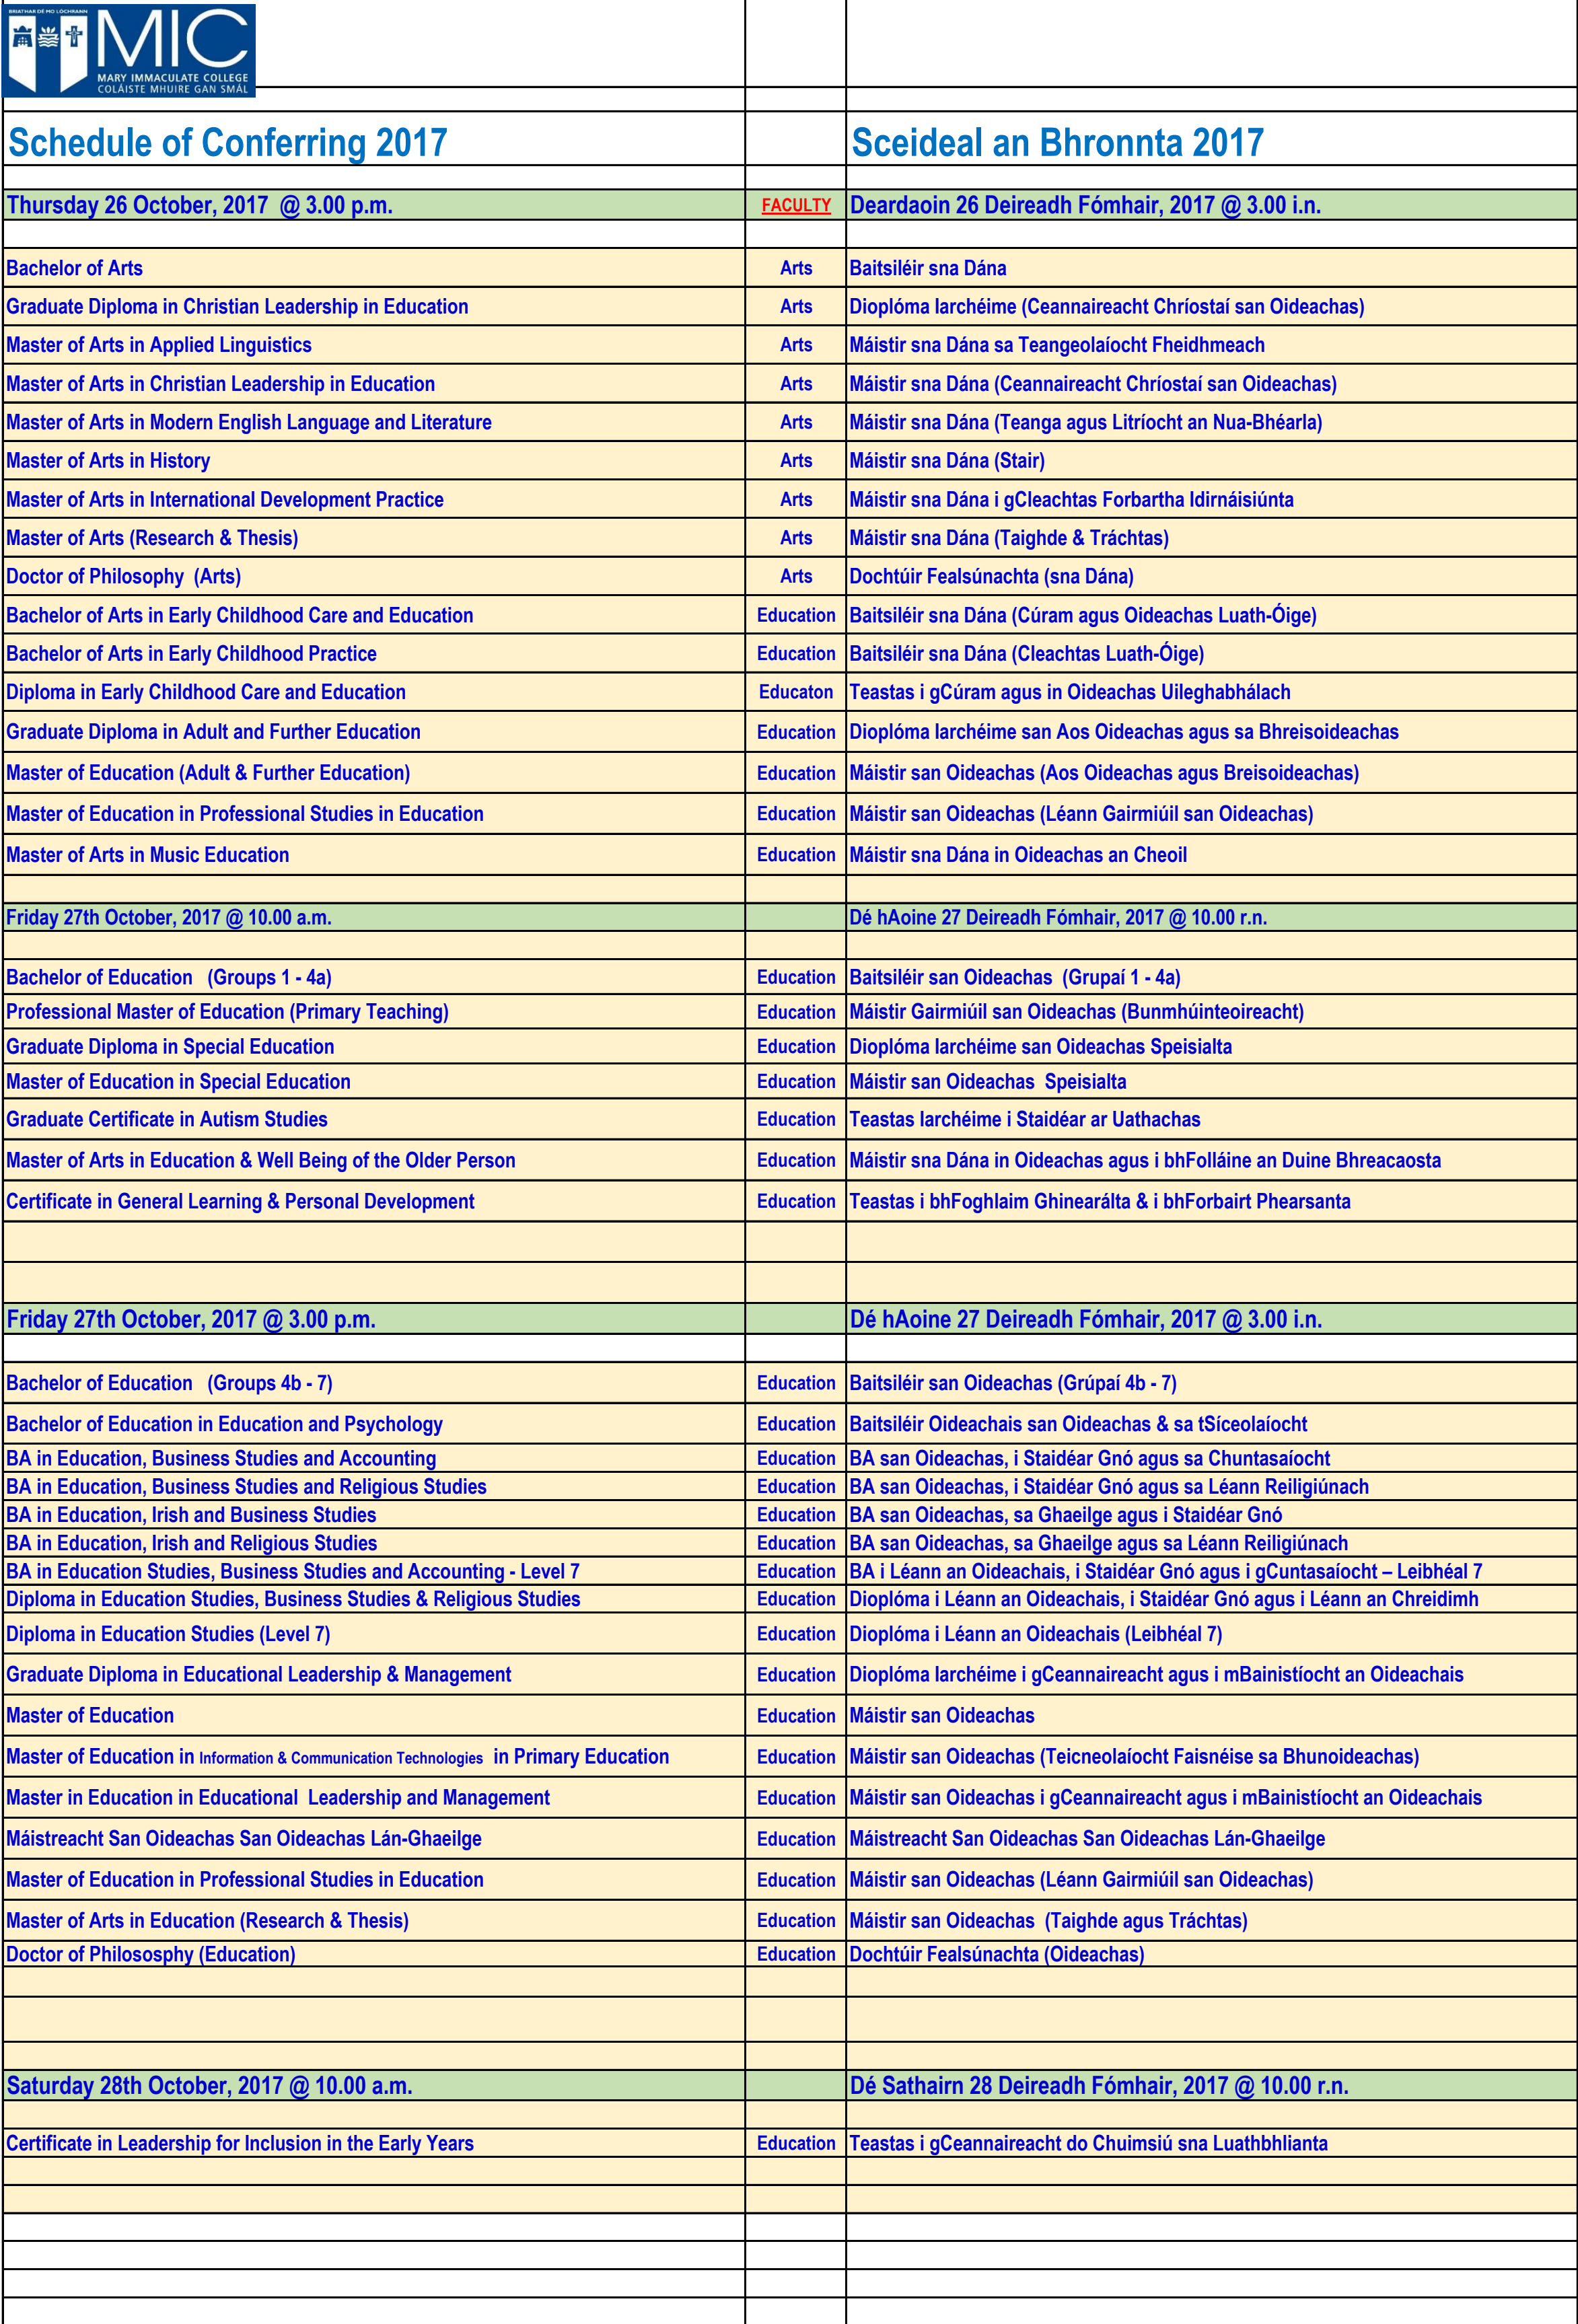 BRIATHAR DÉ MO LÓCHRANN
MIC
MARY IMMACULATE COLLEGE
COLÁISTE MHUIRE GAN SMÁL
Schedule of Conferring 2017 Sceideal an Bhronnta 2017
Thursday 26 October, 2017 @ 3.00 p.m. FACULTY Deardaoin 26 Deireadh Fómhair, 2017 @ 3.00 i.n.
Bachelor of Arts Arts Baitsiléir sna Dána
Graduate Diploma in Christian Leadership in Education Arts Dioplóma Iarchéime (Ceannaireacht Chríostaí san Oideachas)
Master of Arts in Applied Linguistics Arts Máistir sna Dána sa Teangeolaíocht Fheidhmeach
Master of Arts in Christian Leadership in Education Arts Máistir sna Dána (Ceannaireacht Chríostaí san Oideachas)
Master of Arts in Modern English Language and Literature Arts Máistir sna Dána (Teanga agus Litríocht an Nua-Bhéarla)
Master of Arts in History Arts Máistir sna Dána (Stair)
Master of Arts in International Development Practice Arts Máistir sna Dána i gCleachtas Forbartha Idirnáisiúnta
Master of Arts (Research & Thesis) Arts Máistir sna Dána (Taighde & Tráchtas)
Doctor of Philosophy (Arts) Arts Dochtúir Fealsúnachta (sna Dána)
Bachelor of Arts in Early Childhood Care and Education Education Baitsiléir sna Dána (Cúram agus Oideachas Luath-Óige)
Bachelor of Arts in Early Childhood Practice Education Baitsiléir sna Dána (Cleachtas Luath-Óige)
Diploma in Early Childhood Care and Education Educaton Teastas i gCúram agus in Oideachas Uileghabhálach
Graduate Diploma in Adult and Further Education Education Dioplóma Iarchéime san Aos Oideachas agus sa Bhreisoideachas
Master of Education (Adult & Further Education) Education Máistir san Oideachas (Aos Oideachas agus Breisoideachas)
Master of Education in Professional Studies in Education Education Máistir san Oideachas (Léann Gairmiúil san Oideachas)
Master of Arts in Music Education Education Máistir sna Dána in Oideachas an Cheoil
Friday 27th October, 2017 @ 10.00 a.m. Dé hAoine 27 Deireadh Fómhair, 2017 @ 10.00 r.n.
Bachelor of Education (Groups 1 - 4a) Education Baitsiléir san Oideachas (Grupaí 1 - 4a)
Professional Master of Education (Primary Teaching) Education Máistir Gairmiúil san Oideachas (Bunmhúinteoireacht)
Graduate Diploma in Special Education Education Dioplóma Iarchéime san Oideachas Speisialta
Master of Education in Special Education Education Máistir san Oideachas Speisialta
Graduate Certificate in Autism Studies Education Teastas Iarchéime i Staidéar ar Uathachas
Master of Arts in Education & Well Being of the Older Person Education Máistir sna Dána in Oideachas agus i bhFolláine an Duine Bhreacaosta
Certificate in General Learning & Personal Development Education Teastas i bhFoghlaim Ghinearálta & i bhForbairt Phearsanta
Friday 27th October, 2017 @ 3.00 p.m. Dé hAoine 27 Deireadh Fómhair, 2017 @ 3.00 i.n.
Bachelor of Education (Groups 4b - 7) Education Baitsiléir san Oideachas (Grúpaí 4b - 7)
Bachelor of Education in Education and Psychology Education Baitsiléir Oideachais san Oideachas & sa tSíceolaíocht
BA in Education, Business Studies and Accounting Education BA san Oideachas, i Staidéar Gnó agus sa Chuntasaíocht
BA in Education, Business Studies and Religious Studies Education BA san Oideachas, i Staidéar Gnó agus sa Léann Reiligiúnach
BA in Education, Irish and Business Studies Education BA san Oideachas, sa Ghaeilge agus i Staidéar Gnó
BA in Education, Irish and Religious Studies Education BA san Oideachas, sa Ghaeilge agus sa Léann Reiligiúnach
BA in Education Studies, Business Studies and Accounting - Level 7 Education BA i Léann an Oideachais, i Staidéar Gnó agus i gCuntasaíocht – Leibhéal 7
Diploma in Education Studies, Business Studies & Religious Studies Education Dioplóma i Léann an Oideachais, i Staidéar Gnó agus i Léann an Chreidimh
Diploma in Education Studies (Level 7) Education Dioplóma i Léann an Oideachais (Leibhéal 7)
Graduate Diploma in Educational Leadership & Management Education Dioplóma Iarchéime i gCeannaireacht agus i mBainistíocht an Oideachais
Master of Education Education Máistir san Oideachas
Master of Education in Information & Communication Technologies in Primary Education Education Máistir san Oideachas (Teicneolaíocht Faisnéise sa Bhunoideachas)
Master in Education in Educational Leadership and Management Education Máistir san Oideachas i gCeannaireacht agus i mBainistíocht an Oideachais
Máistreacht San Oideachas San Oideachas Lán-Ghaeilge Education Máistreacht San Oideachas San Oideachas Lán-Ghaeilge
Master of Education in Professional Studies in Education Education Máistir san Oideachas (Léann Gairmiúil san Oideachas)
Master of Arts in Education (Research & Thesis) Education Máistir san Oideachas (Taighde agus Tráchtas)
Doctor of Philososphy (Education) Education Dochtúir Fealsúnachta (Oideachas)
Saturday 28th October, 2017 @ 10.00 a.m. Dé Sathairn 28 Deireadh Fómhair, 2017 @ 10.00 r.n.
Certificate in Leadership for Inclusion in the Early Years Education Teastas i gCeannaireacht do Chuimsiú sna Luathbhlianta